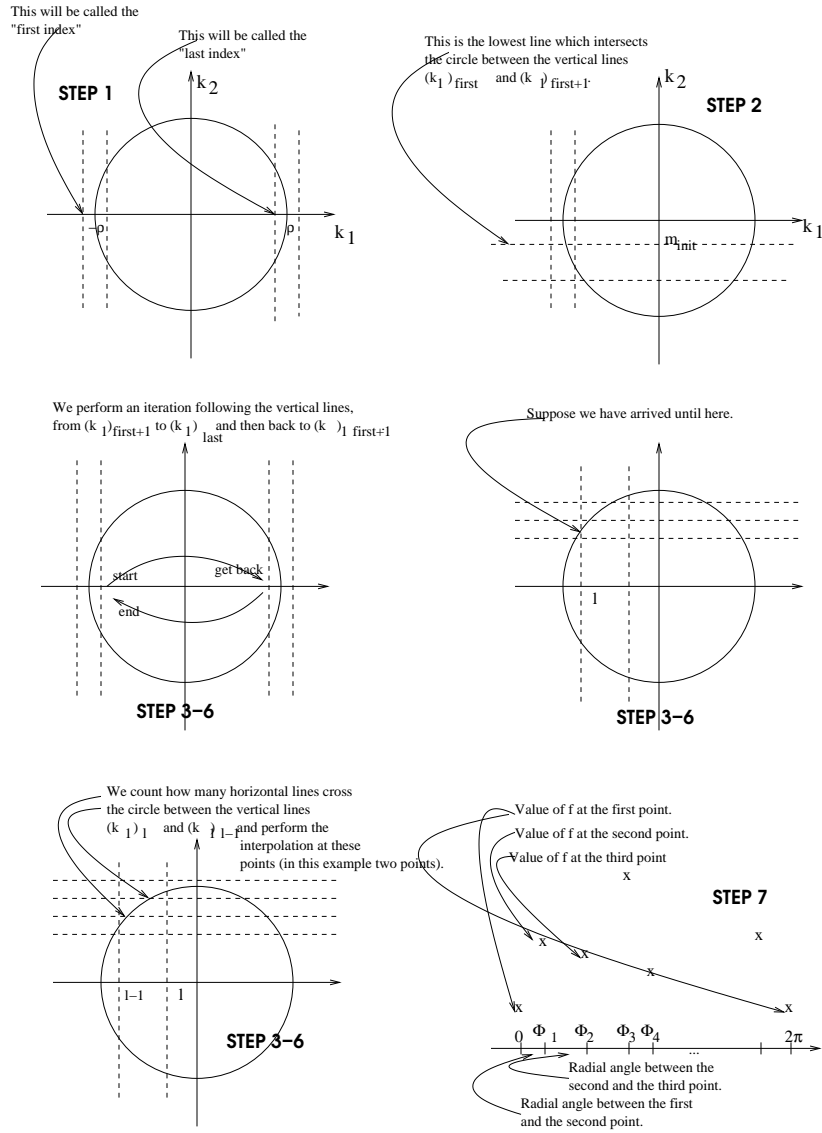 This will be called the
"first index"
This will be called the
"last index"
STEP 1
k2
−ρ
ρ
k1
This is the lowest line which intersects
the circle between the vertical lines
(k1)first and (k1)first+1.
k2
STEP 2
k1
minit
We perform an iteration following the vertical lines,
from (k1)first+1 to (k1)last and then back to (k1)first+1
start
get back
end
STEP 3−6
Suppose we have arrived until here.
l
STEP 3−6
We count how many horizontal lines cross
the circle between the vertical lines
(k1)l and (k1)l−1 and perform the
interpolation at these
points (in this example two points).
l−1
l
STEP 3−6
Value of f at the first point.
Value of f at the second point.
Value of f at the third point
x
STEP 7
x
x
x
x
x
x
0 Φ1 Φ2 Φ3 Φ4 ... 2π
Radial angle between the
second and the third point.
Radial angle between the first
and the second point.